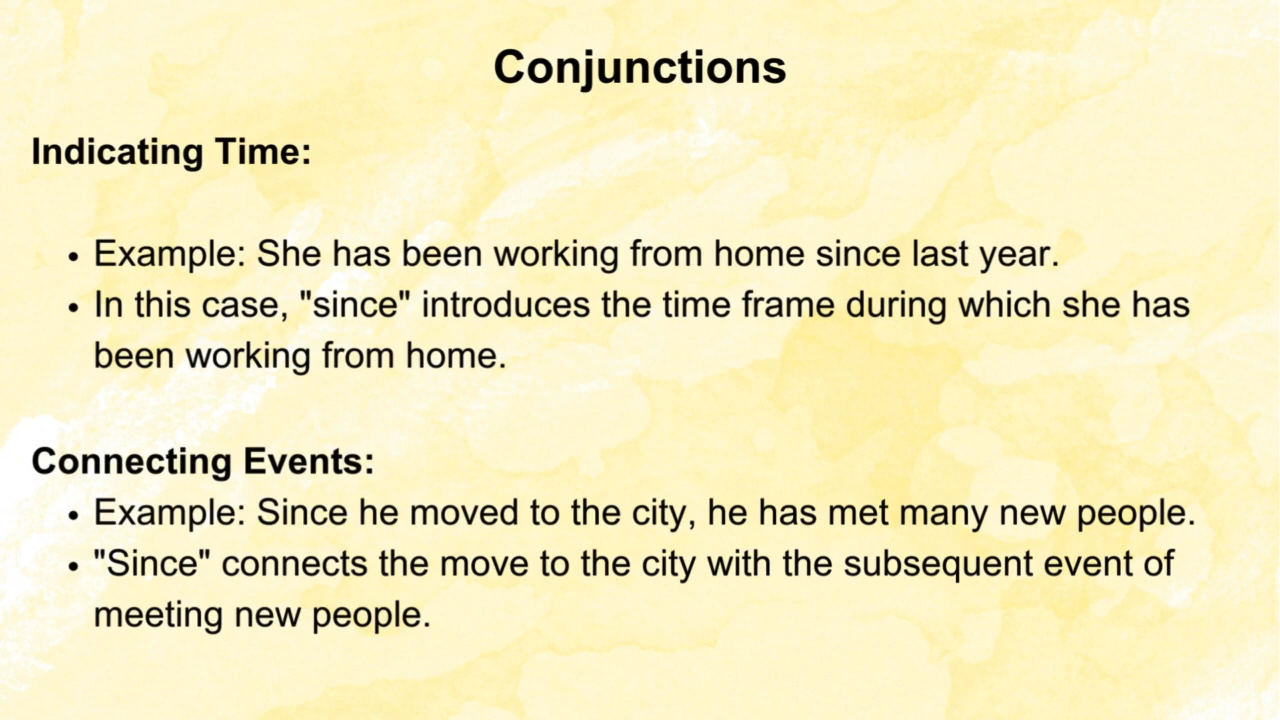 Conjunctions
Indicating Time:
• Example: She has been working from home since last year.
• In this case, "since" introduces the time frame during which she has
been working from home.
Connecting Events:
• Example: Since he moved to the city, he has met many new people.
• "Since" connects the move to the city with the subsequent event of
meeting new people.